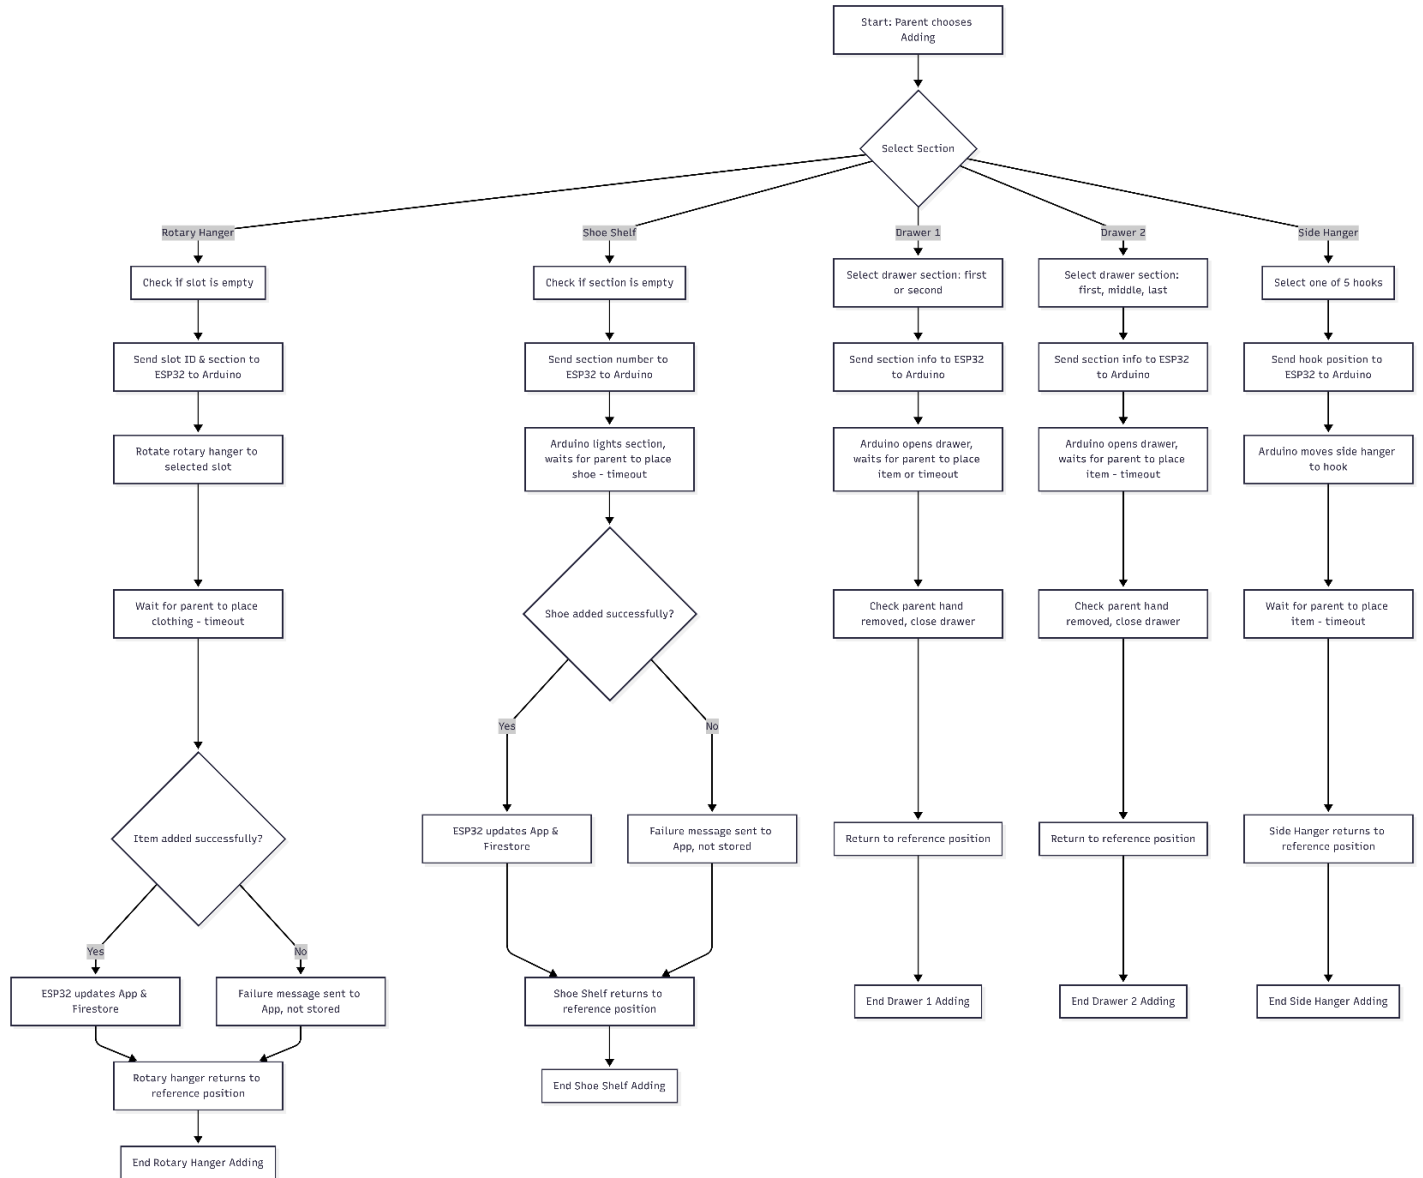 Start: Parent chooses
Adding
Select Section
Rotary Hanger
Shoe Shelf
Drawer 1
Drawer 2
Side Hanger
Check if slot is empty
Check if section is empty
Select drawer section: first
or second
Select drawer section:
first, middle, last
Select one of 5 hooks
Send slot ID & section to
ESP32 to Arduino
Send section number to
ESP32 to Arduino
Send section info to ESP32
to Arduino
Send section info to ESP32
to Arduino
Send hook position to
ESP32 to Arduino
Rotate rotary hanger to
selected slot
Arduino lights section,
waits for parent to place
shoe - timeout
Arduino opens drawer,
waits for parent to place
item or timeout
Arduino opens drawer,
waits for parent to place
item - timeout
Arduino moves side hanger
to hook
Wait for parent to place
clothing - timeout
Shoe added successfully?
Check parent hand
removed, close drawer
Check parent hand
removed, close drawer
Wait for parent to place
item - timeout
Yes
No
Item added successfully?
ESP32 updates App &
Firestore
Failure message sent to
App, not stored
Return to reference position
Return to reference position
Side Hanger returns to
reference position
Yes
No
ESP32 updates App &
Firestore
Failure message sent to
App, not stored
Shoe Shelf returns to
reference position
End Drawer 1 Adding
End Drawer 2 Adding
End Side Hanger Adding
Rotary hanger returns to
reference position
End Shoe Shelf Adding
End Rotary Hanger Adding